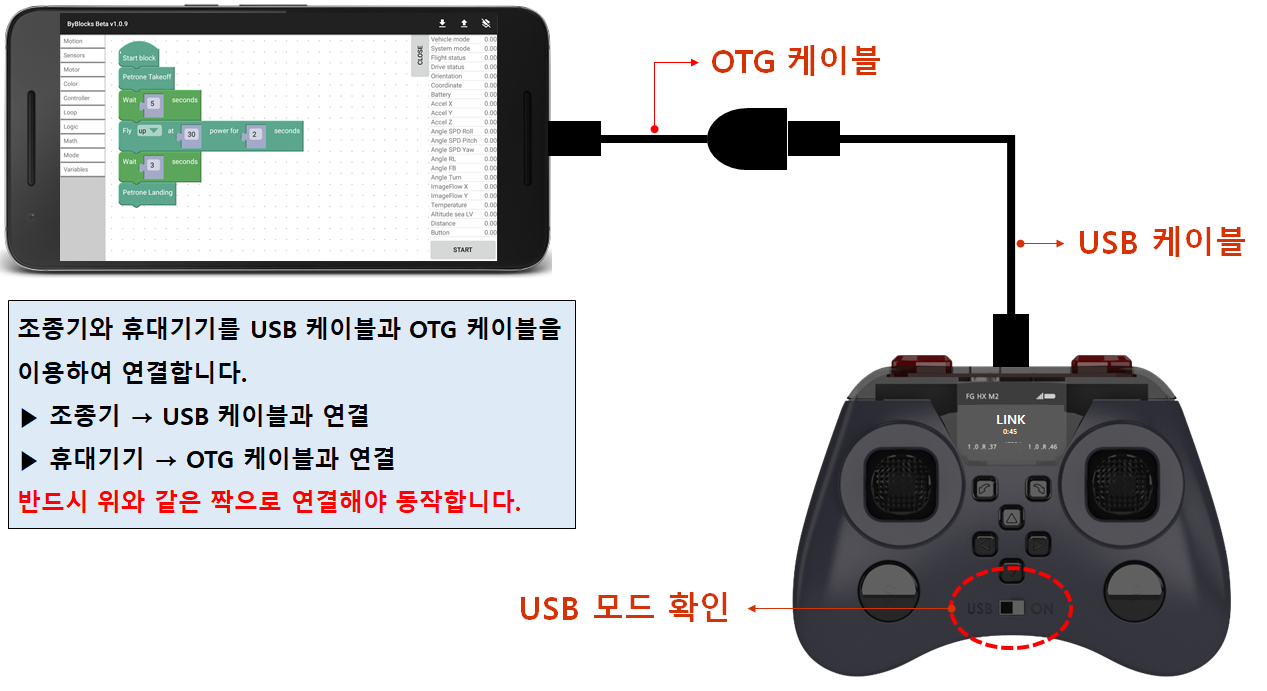 ByBlocks Beta v1.0.9
Motion
Sensors
Motor
Color
Controller
Loop
Logic
Math
Mode
Variables
Start block
Petrone Takeoff
Wait 5 seconds
Fly up at 30 power for 2 seconds
Wait 3 seconds
Petrone Landing
CLOSE
Vehicle mode 0.00
System mode 0.00
Flight status 0.00
Drive status 0.00
Orientation 0.00
Coordinate 0.00
Battery 0.00
Accel X 0.00
Accel Y 0.00
Accel Z 0.00
Angle SPD Roll 0.00
Angle SPD Pitch 0.00
Angle SPD Yaw 0.00
Angle RL 0.00
Angle FB 0.00
Angle Turn 0.00
ImageFlow X 0.00
ImageFlow Y 0.00
Temperature 0.00
Altitude sea LV 0.00
Distance 0.00
Button 0.00
START
OTG 케이블
USB 케이블
조종기와 휴대기기를 USB 케이블과 OTG 케이블을
이용하여 연결합니다.
▶ 조종기 → USB 케이블과 연결
▶ 휴대기기 → OTG 케이블과 연결
반드시 위와 같은 짝으로 연결해야 동작합니다.
FG HX M2
LINK
0:45
1 .0 .R .37 1 .0 .R .46
USB 모드 확인
USB ON